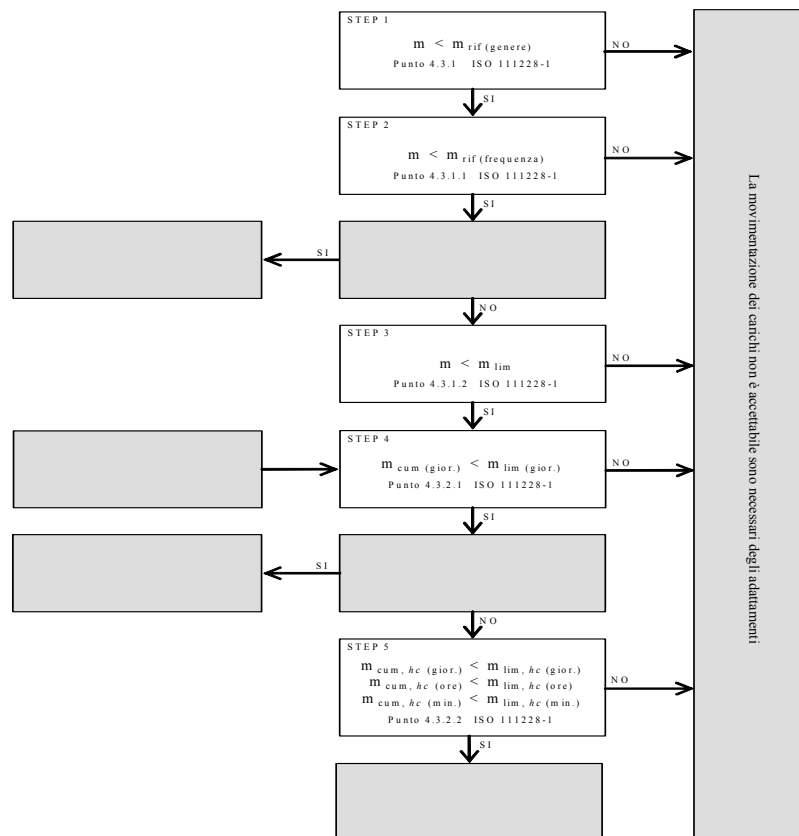 STEP 1
m < m rif (genere)
Punto 4.3.1 ISO 111228-1
NO
SI
STEP 2
m < m rif (frequenza)
Punto 4.3.1.1 ISO 111228-1
NO
SI
SI
NO
STEP 3
m < m lim
Punto 4.3.1.2 ISO 111228-1
NO
SI
STEP 4
m cum (gior.) < m lim (gior.)
Punto 4.3.2.1 ISO 111228-1
NO
SI
SI
NO
STEP 5
m cum, hc (gior.) < m lim, hc (gior.)
m cum, hc (ore) < m lim, hc (ore)
m cum, hc (min.) < m lim, hc (min.)
Punto 4.3.2.2 ISO 111228-1
NO
SI
La movimentazione dei carichi non è accettabile sono necessari degli adattamenti